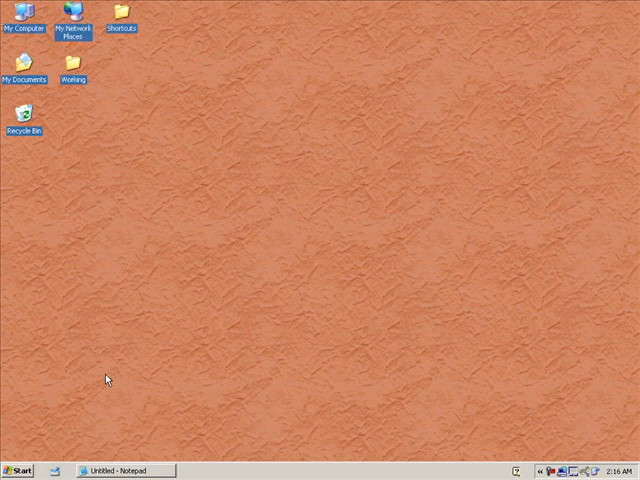 My Computer
My Network
Places
Shortcuts
My Documents
Working
Recycle Bin
Start
Untitled - Notepad
2:16 AM